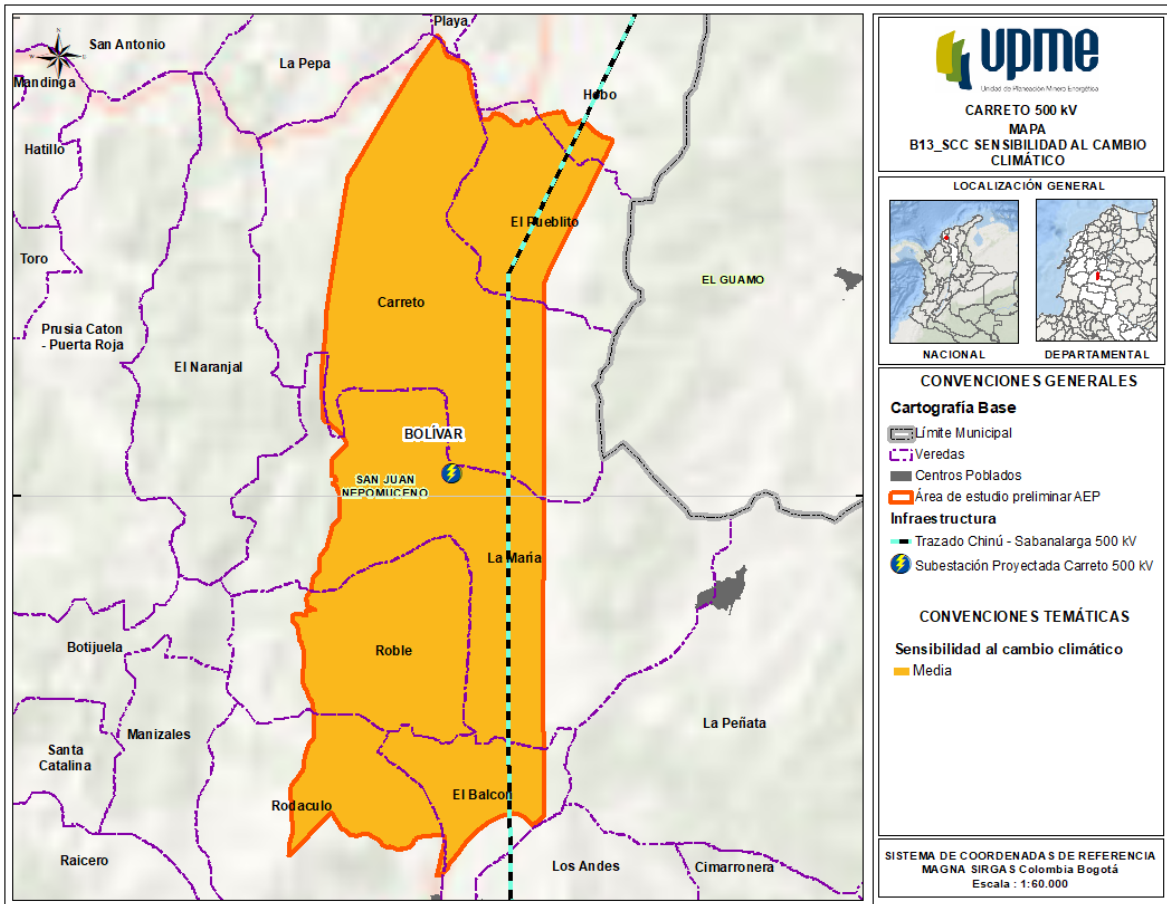 Playa
San Antonio
La Pepa
Mandinga
Hobo
Hatillo
El Pueblito
Toro
EL GUAMO
Carreto
Prusia Caton
- Puerta Roja
El Naranjal
BOLÍVAR
SAN JUAN
NEPOMUCENO
La María
Botijuela
Roble
La Peñata
Manizales
Santa
Catalina
Rodaculo
El Balcon
Raicero
Los Andes
Cimarronera
upme
Unidad de Planeación Minero Energética
CARRETO 500 kV
MAPA
B13_SCC SENSIBILIDAD AL CAMBIO
CLIMÁTICO
LOCALIZACIÓN GENERAL
NACIONAL
DEPARTAMENTAL
CONVENCIONES GENERALES
Cartografía Base
Límite Municipal
Veredas
Centros Poblados
Área de estudio preliminar AEP
Infraestructura
Trazado Chinú - Sabanalarga 500 kV
Subestación Proyectada Carreto 500 kV
CONVENCIONES TEMÁTICAS
Sensibilidad al cambio climático
Media
SISTEMA DE COORDENADAS DE REFERENCIA
MAGNA SIRGAS Colombia Bogotá
Escala : 1:60.000